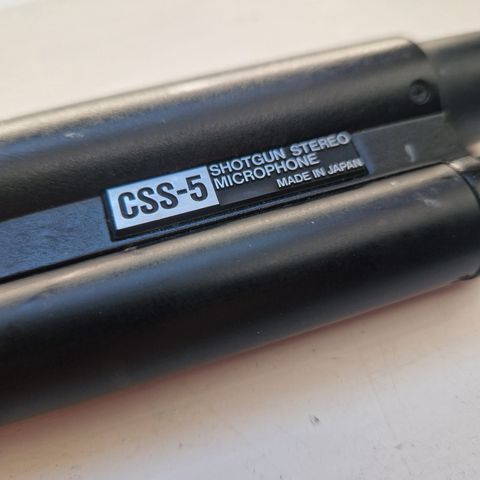 CSS-5
SHOTGUN STEREO
MICROPHONE
MADE IN JAPAN